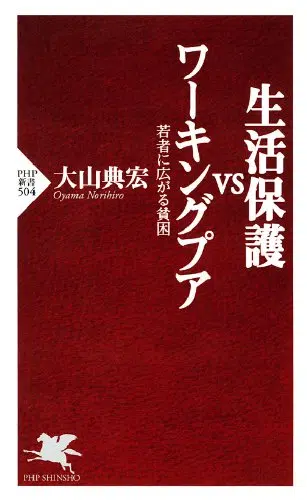 生活保護
vs
ワーキングプア
若者に広がる貧困
大山典宏
Oyama Norihiro
PHP
新書
504
PHP SHINSHO